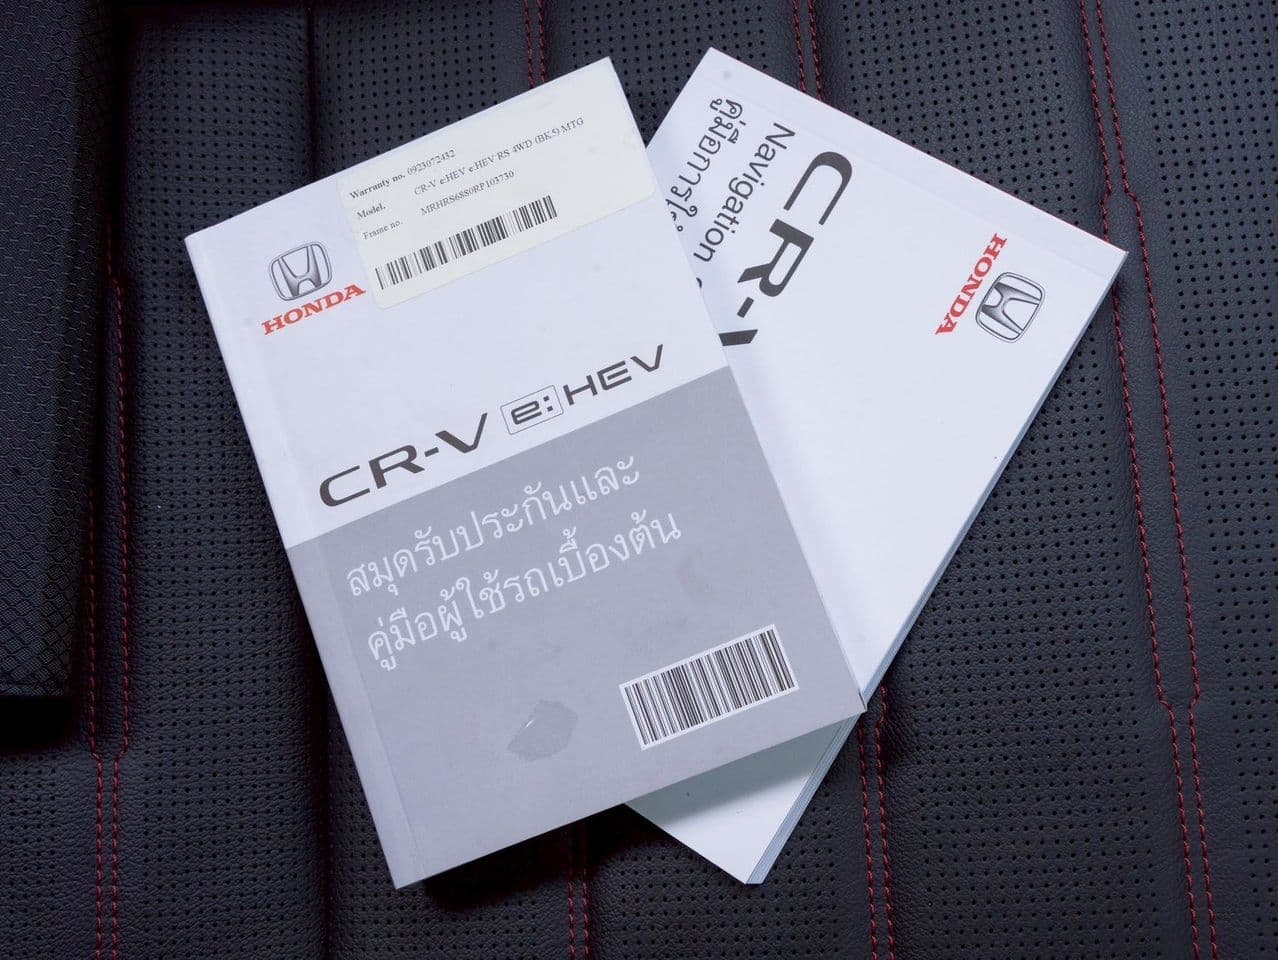 Warranty no. 0923072432
Model. CR-V e:HEV e:HEV RS 4WD (BK5) MTG
Frame no. MRHRS6880RP103730
HONDA
CR-V e:HEV
สมุดรับประกันและ
คู่มือผู้ใช้รถเบื้องต้น
HONDA
CR-V
Navigation